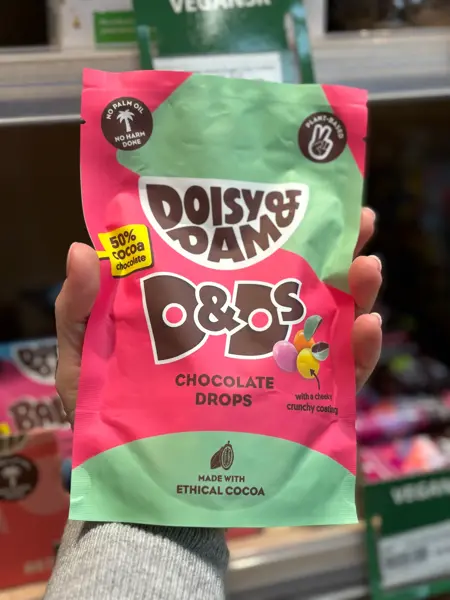 VEGANSK
NO PALM OIL
NO HARM
DONE
PLANT-BASED
DOISY &
DAM
50%
cocoa
chocolate
D&Ds
CHOCOLATE
DROPS
with a cheeky
crunchy coating
MADE WITH
ETHICAL COCOA
VEGANSK